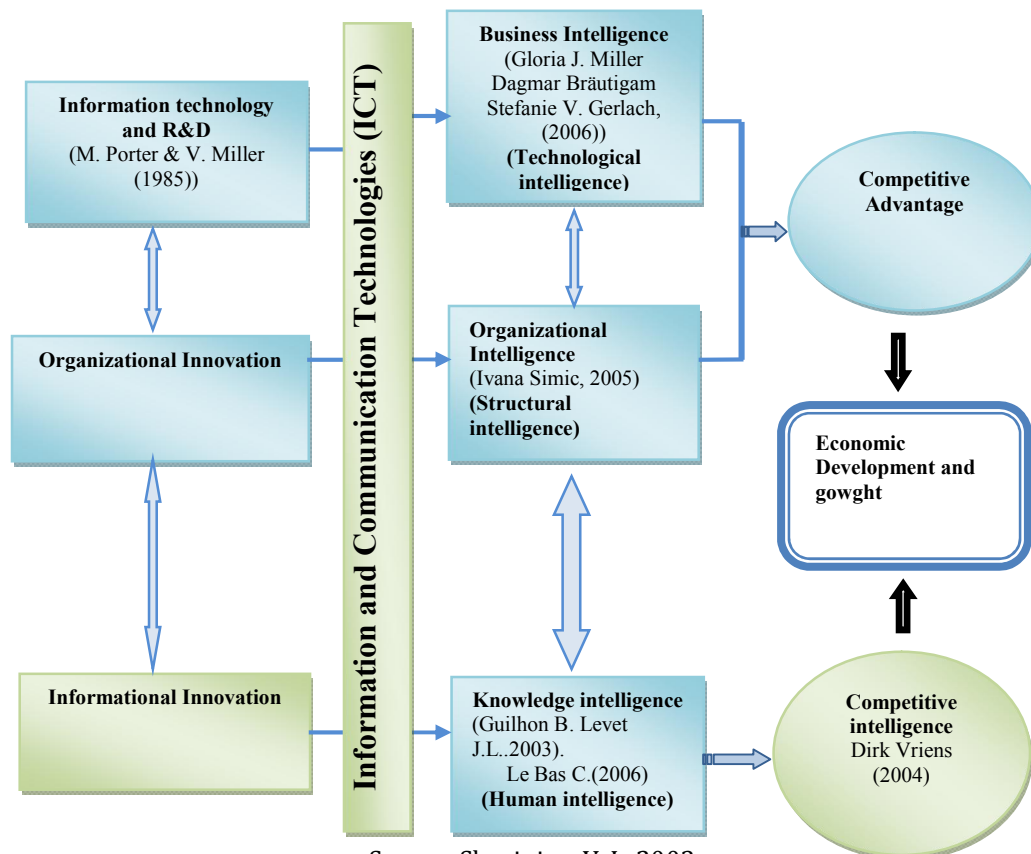 Information technology
and R&D
(M. Porter & V. Miller
(1985))
Organizational Innovation
Informational Innovation
Information and Communication Technologies (ICT)
Business Intelligence
(Gloria J. Miller
Dagmar Bräutigam
Stefanie V. Gerlach,
(2006))
(Technological
intelligence)
Organizational
Intelligence
(Ivana Simic, 2005)
(Structural
intelligence)
Knowledge intelligence
(Guilhon B. Levet
J.L..2003).
Le Bas C.(2006)
(Human intelligence)
Competitive
Advantage
Economic
Development and
gowght
Competitive
intelligence
Dirk Vriens
(2004)